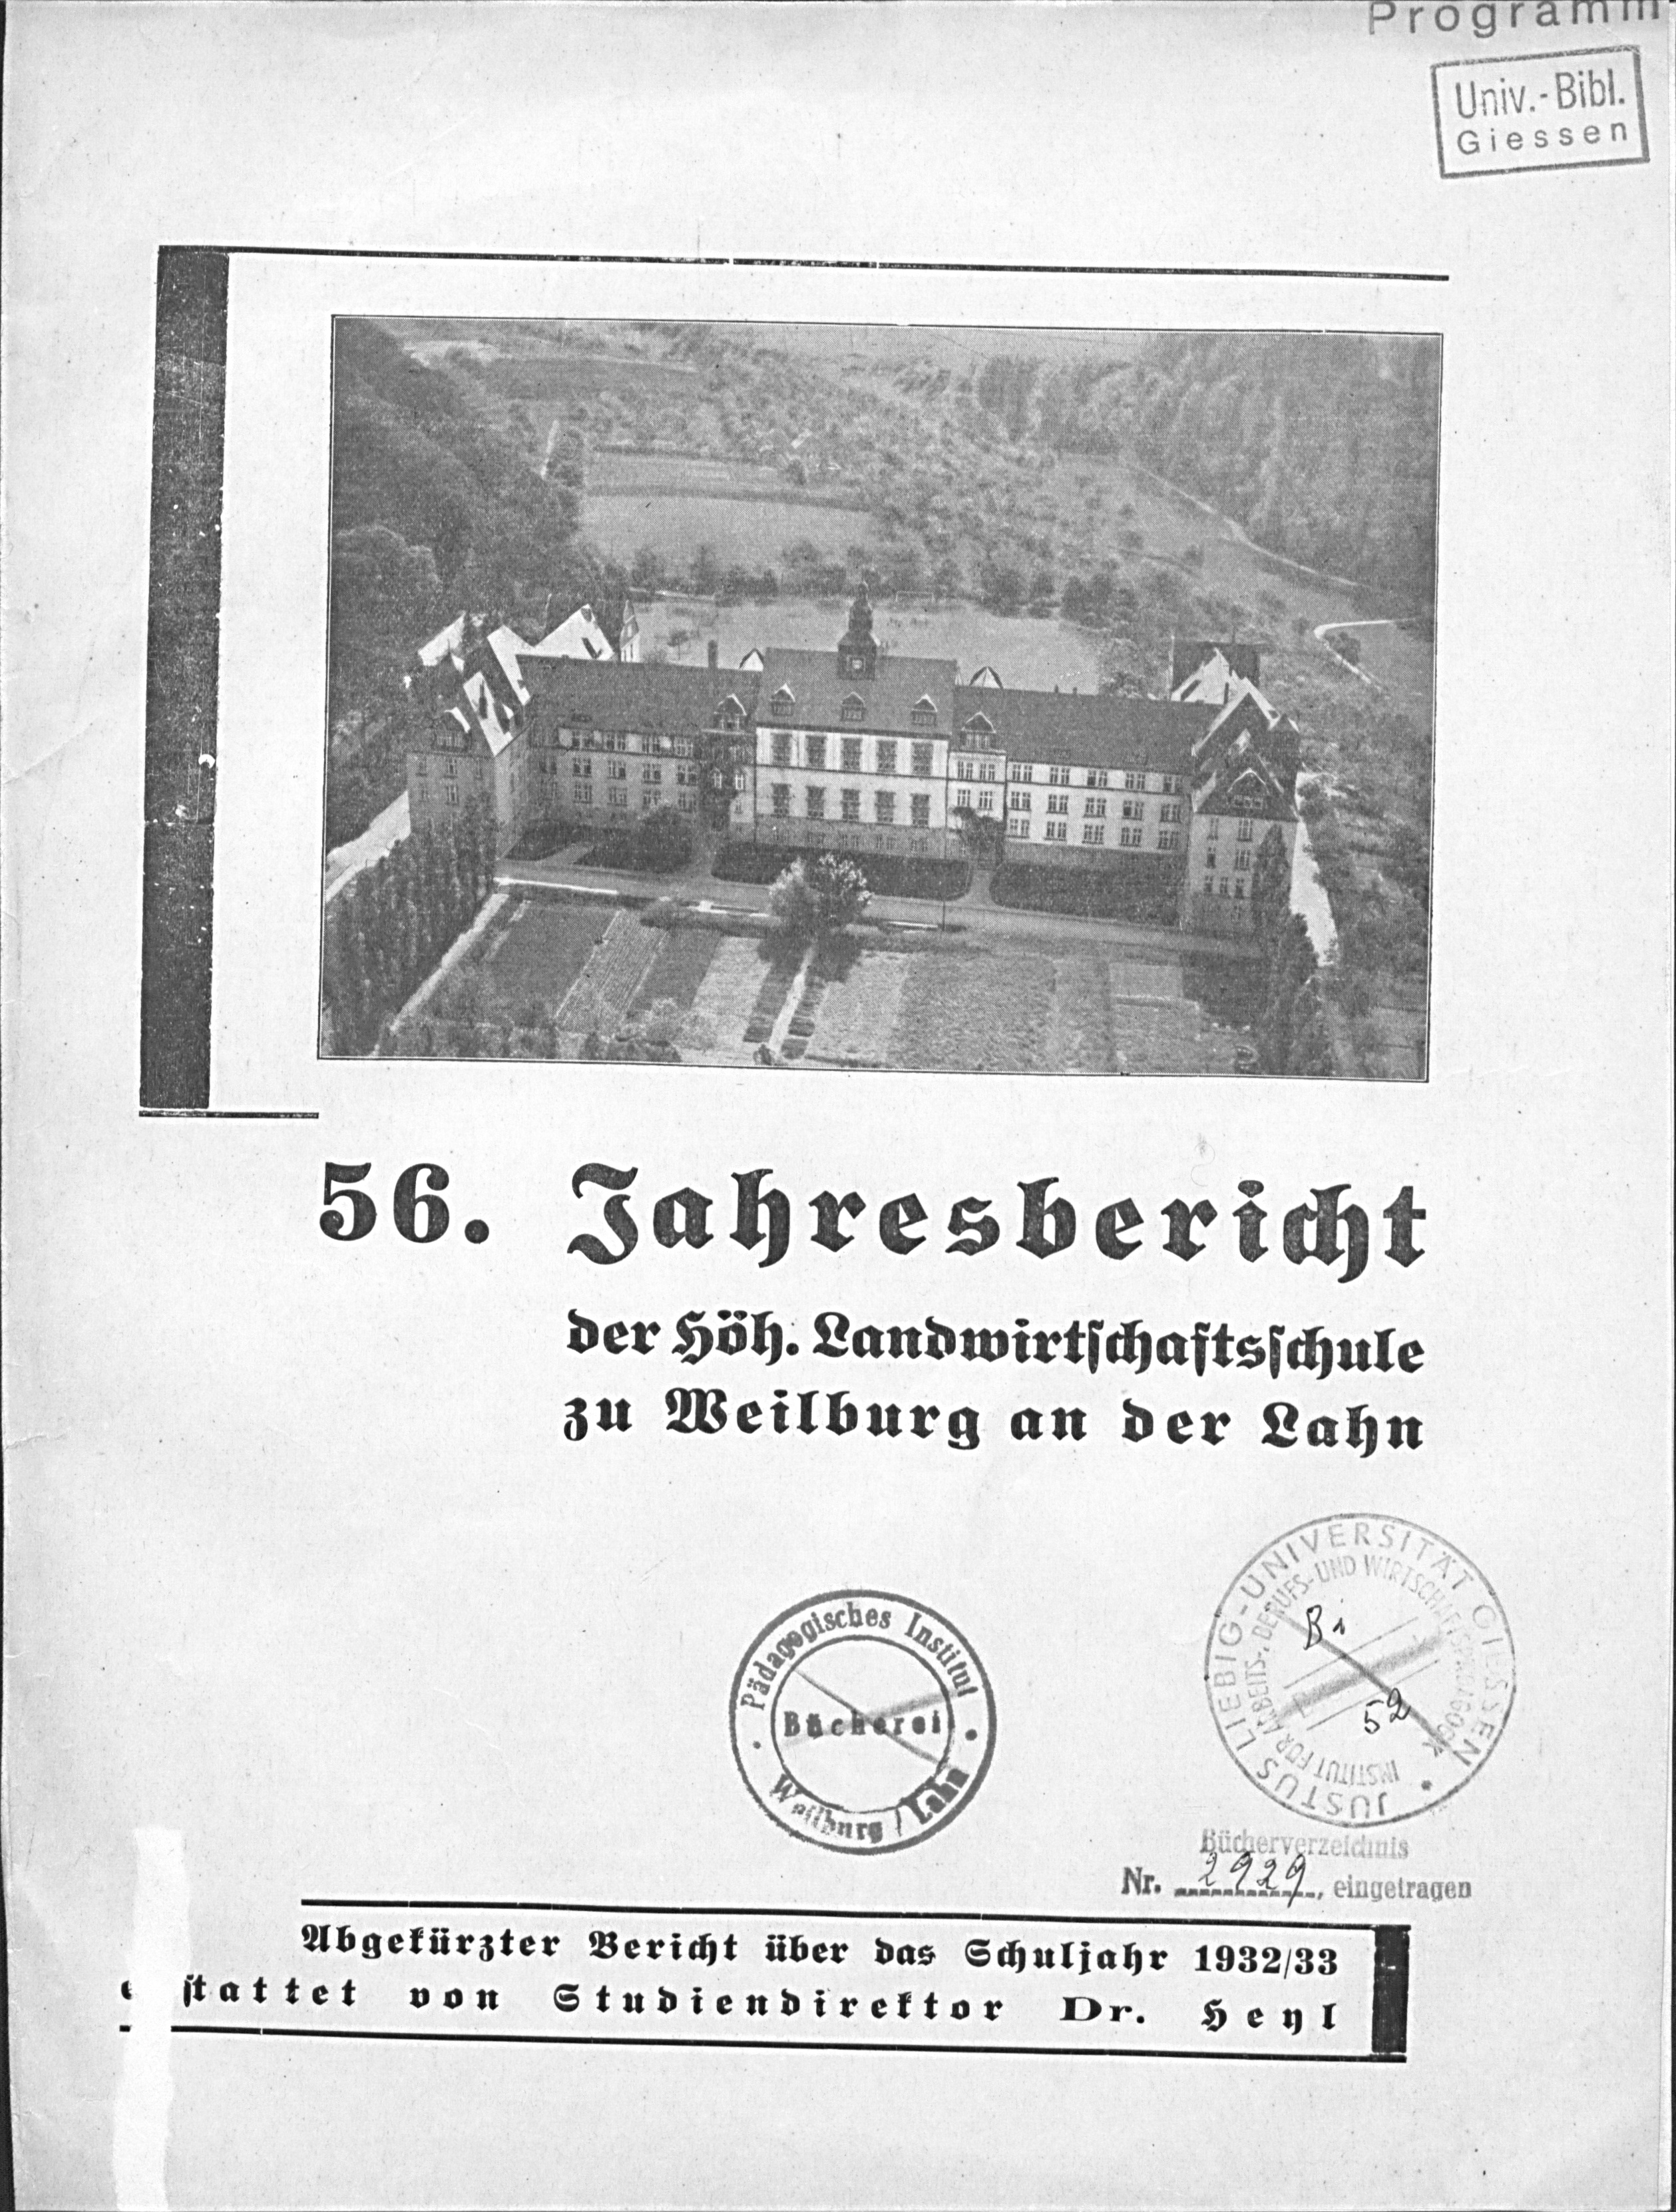 Programm
Univ.-Bibl.
Giessen
56. Jahresbericht
der Höh. Landwirtschaftsschule
zu Weilburg an der Lahn
Pädagogisches Institut
Bücherei
Weilburg / Lahn
JUSTUS LIEBIG-UNIVERSITÄT GIESSEN
INSTITUT FÜR ARBEITS-, BERUFS- UND WIRTSCHAFTSPÄDAGOGIK
Bi
52
Bücherverzeichnis
Nr. 2929, eingetragen
Abgekürzter Bericht über das Schuljahr 1932/33
stattet von Studiendirektor Dr. Heyl